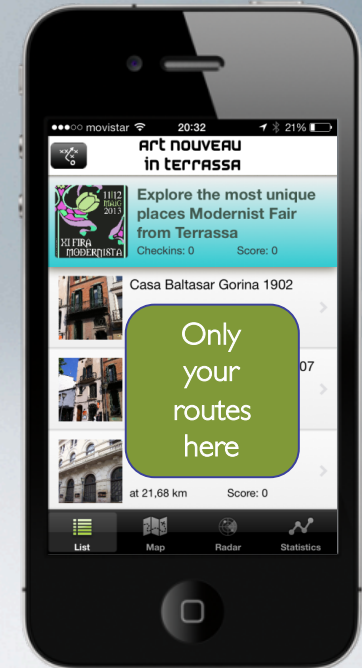 ●●●○○ movistar 20:32 21%
Art nouveau
in terrassa
11|12
MAIG
2013
XI FIRA
MODERNISTA
Explore the most unique
places Modernist Fair
from Terrassa
Checkins: 0 Score: 0
Casa Baltasar Gorina 1902
07
Only
your
routes
here
at 21,68 km Score: 0
List Map Radar Statistics